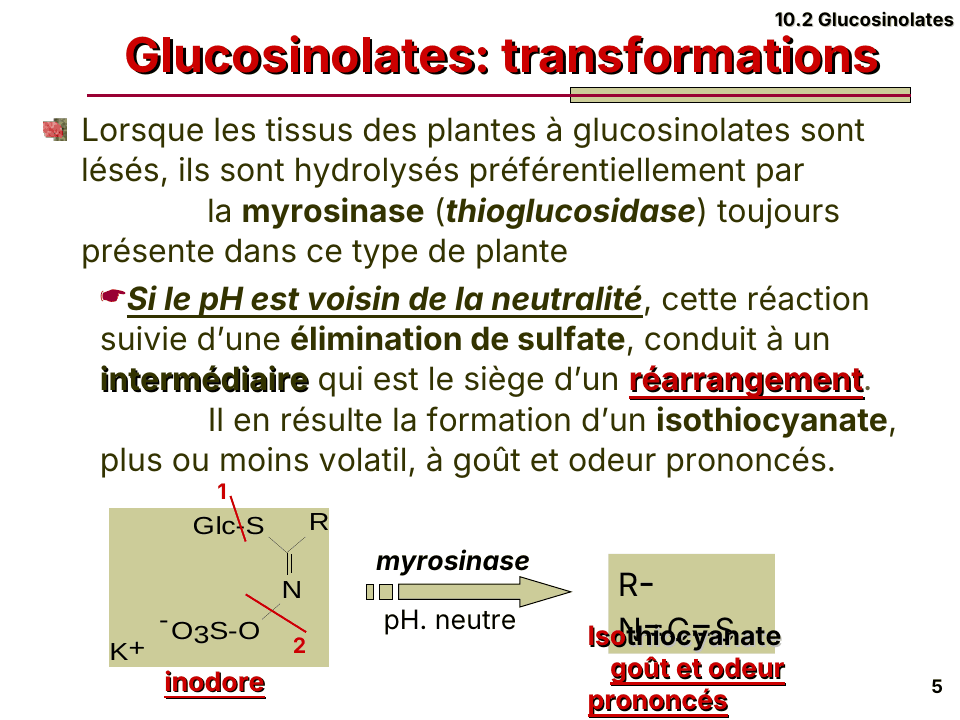 10.2 Glucosinolates
Glucosinolates: transformations
Lorsque les tissus des plantes à glucosinolates sont
lésés, ils sont hydrolysés préférentiellement par
la myrosinase (thioglucosidase) toujours
présente dans ce type de plante
☛Si le pH est voisin de la neutralité, cette réaction
suivie d’une élimination de sulfate, conduit à un
intermédiaire qui est le siège d’un réarrangement.
Il en résulte la formation d’un isothiocyanate,
plus ou moins volatil, à goût et odeur prononcés.
1
Glc-S R
N
-O3S-O
2
K+
inodore
myrosinase
pH. neutre
R–
N=C=S
Isothiocyanate
goût et odeur
prononcés
5